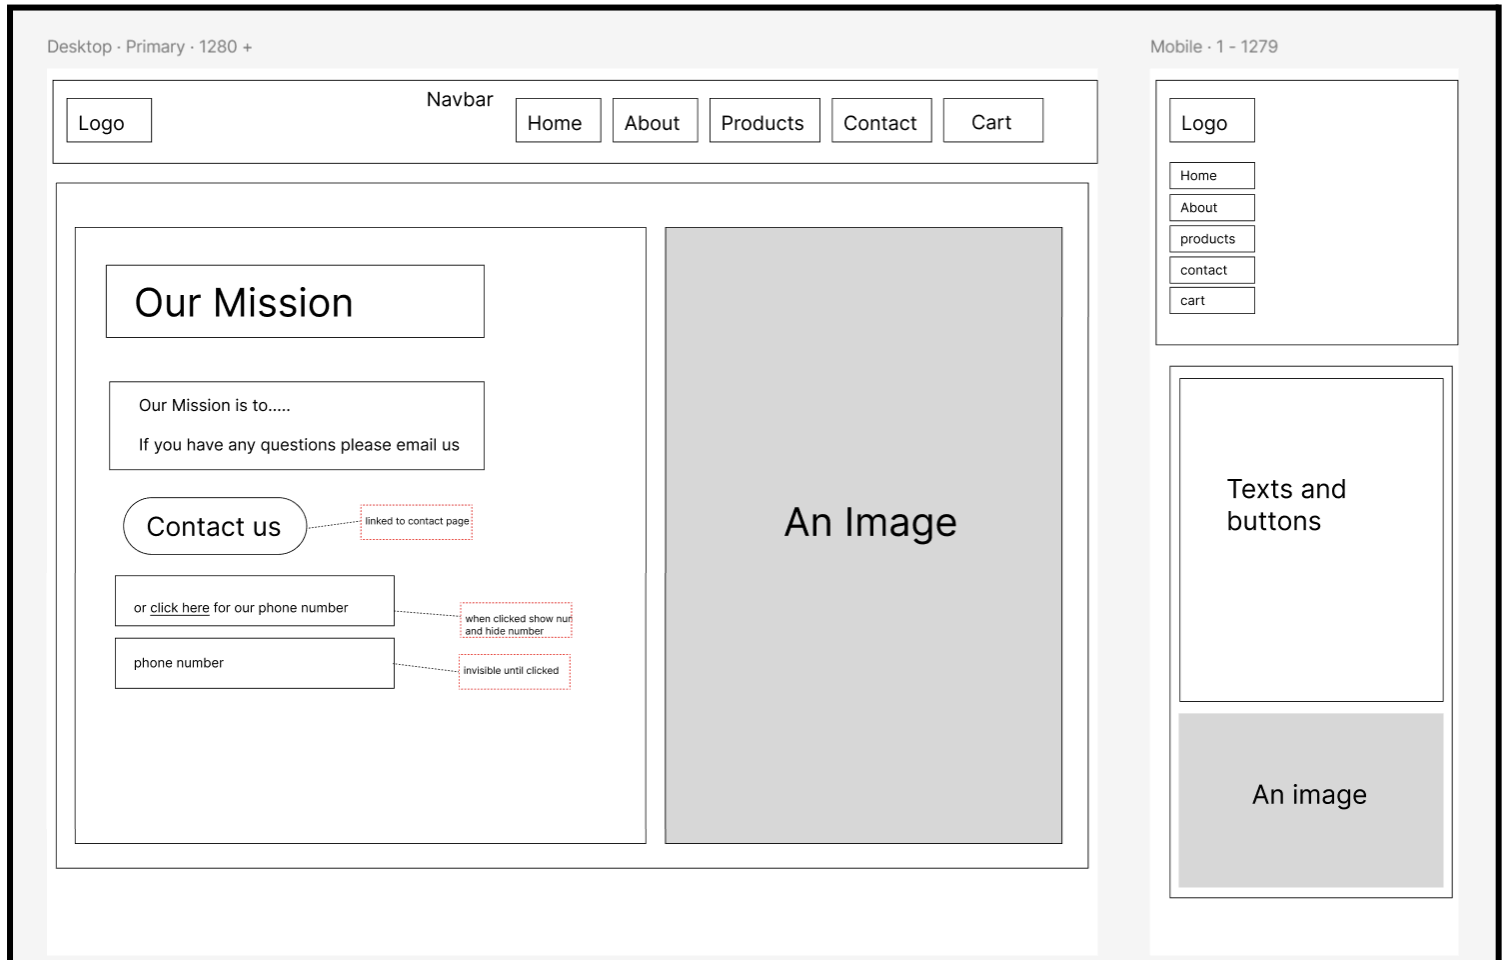 Desktop · Primary · 1280 +
Navbar
Logo
Home
About
Products
Contact
Cart
Our Mission
Our Mission is to.....
If you have any questions please email us
Contact us
linked to contact page
or click here for our phone number
when clicked show
and hide number
phone number
invisible until clicked
An Image
Mobile · 1 - 1279
Logo
Home
About
products
contact
cart
Texts and
buttons
An image